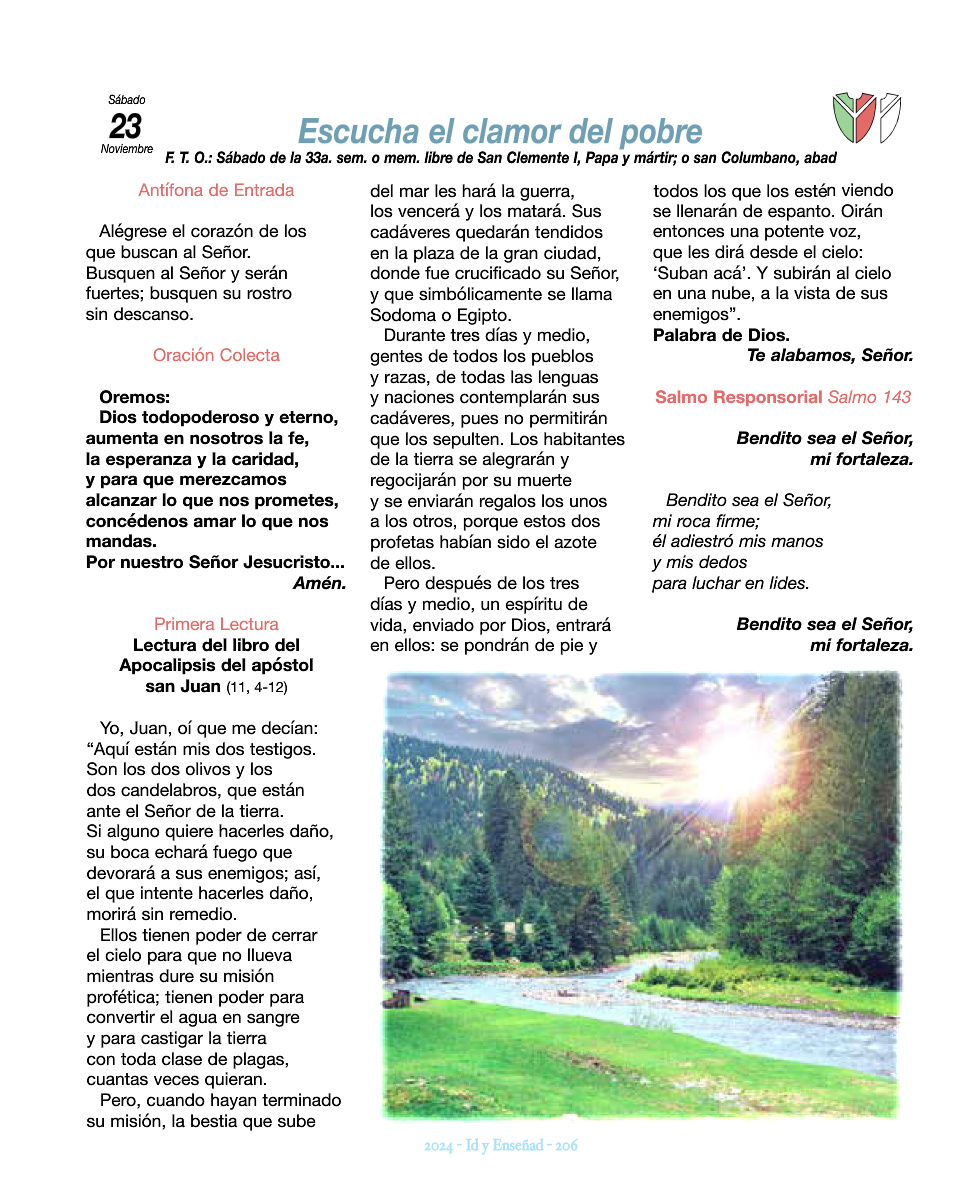 Sábado
23
Noviembre
Escucha el clamor del pobre
F. T. O.: Sábado de la 33a. sem. o mem. libre de San Clemente I, Papa y mártir; o san Columbano, abad
Antífona de Entrada
Alégrese el corazón de los
que buscan al Señor.
Busquen al Señor y serán
fuertes; busquen su rostro
sin descanso.
Oración Colecta
Oremos:
Dios todopoderoso y eterno,
aumenta en nosotros la fe,
la esperanza y la caridad,
y para que merezcamos
alcanzar lo que nos prometes,
concédenos amar lo que nos
mandas.
Por nuestro Señor Jesucristo...
Amén.
Primera Lectura
Lectura del libro del
Apocalipsis del apóstol
san Juan (11, 4-12)
Yo, Juan, oí que me decían:
“Aquí están mis dos testigos.
Son los dos olivos y los
dos candelabros, que están
ante el Señor de la tierra.
Si alguno quiere hacerles daño,
su boca echará fuego que
devorará a sus enemigos; así,
el que intente hacerles daño,
morirá sin remedio.
Ellos tienen poder de cerrar
el cielo para que no llueva
mientras dure su misión
profética; tienen poder para
convertir el agua en sangre
y para castigar la tierra
con toda clase de plagas,
cuantas veces quieran.
Pero, cuando hayan terminado
su misión, la bestia que sube
del mar les hará la guerra,
los vencerá y los matará. Sus
cadáveres quedarán tendidos
en la plaza de la gran ciudad,
donde fue crucificado su Señor,
y que simbólicamente se llama
Sodoma o Egipto.
Durante tres días y medio,
gentes de todos los pueblos
y razas, de todas las lenguas
y naciones contemplarán sus
cadáveres, pues no permitirán
que los sepulten. Los habitantes
de la tierra se alegrarán y
regocijarán por su muerte
y se enviarán regalos los unos
a los otros, porque estos dos
profetas habían sido el azote
de ellos.
Pero después de los tres
días y medio, un espíritu de
vida, enviado por Dios, entrará
en ellos: se pondrán de pie y
todos los que los estén viendo
se llenarán de espanto. Oirán
entonces una potente voz,
que les dirá desde el cielo:
‘Suban acá’. Y subirán al cielo
en una nube, a la vista de sus
enemigos”.
Palabra de Dios.
Te alabamos, Señor.
Salmo Responsorial Salmo 143
Bendito sea el Señor,
mi fortaleza.
Bendito sea el Señor,
mi roca firme;
él adiestró mis manos
y mis dedos
para luchar en lides.
Bendito sea el Señor,
mi fortaleza.
2024 - Id y Enseñad - 206